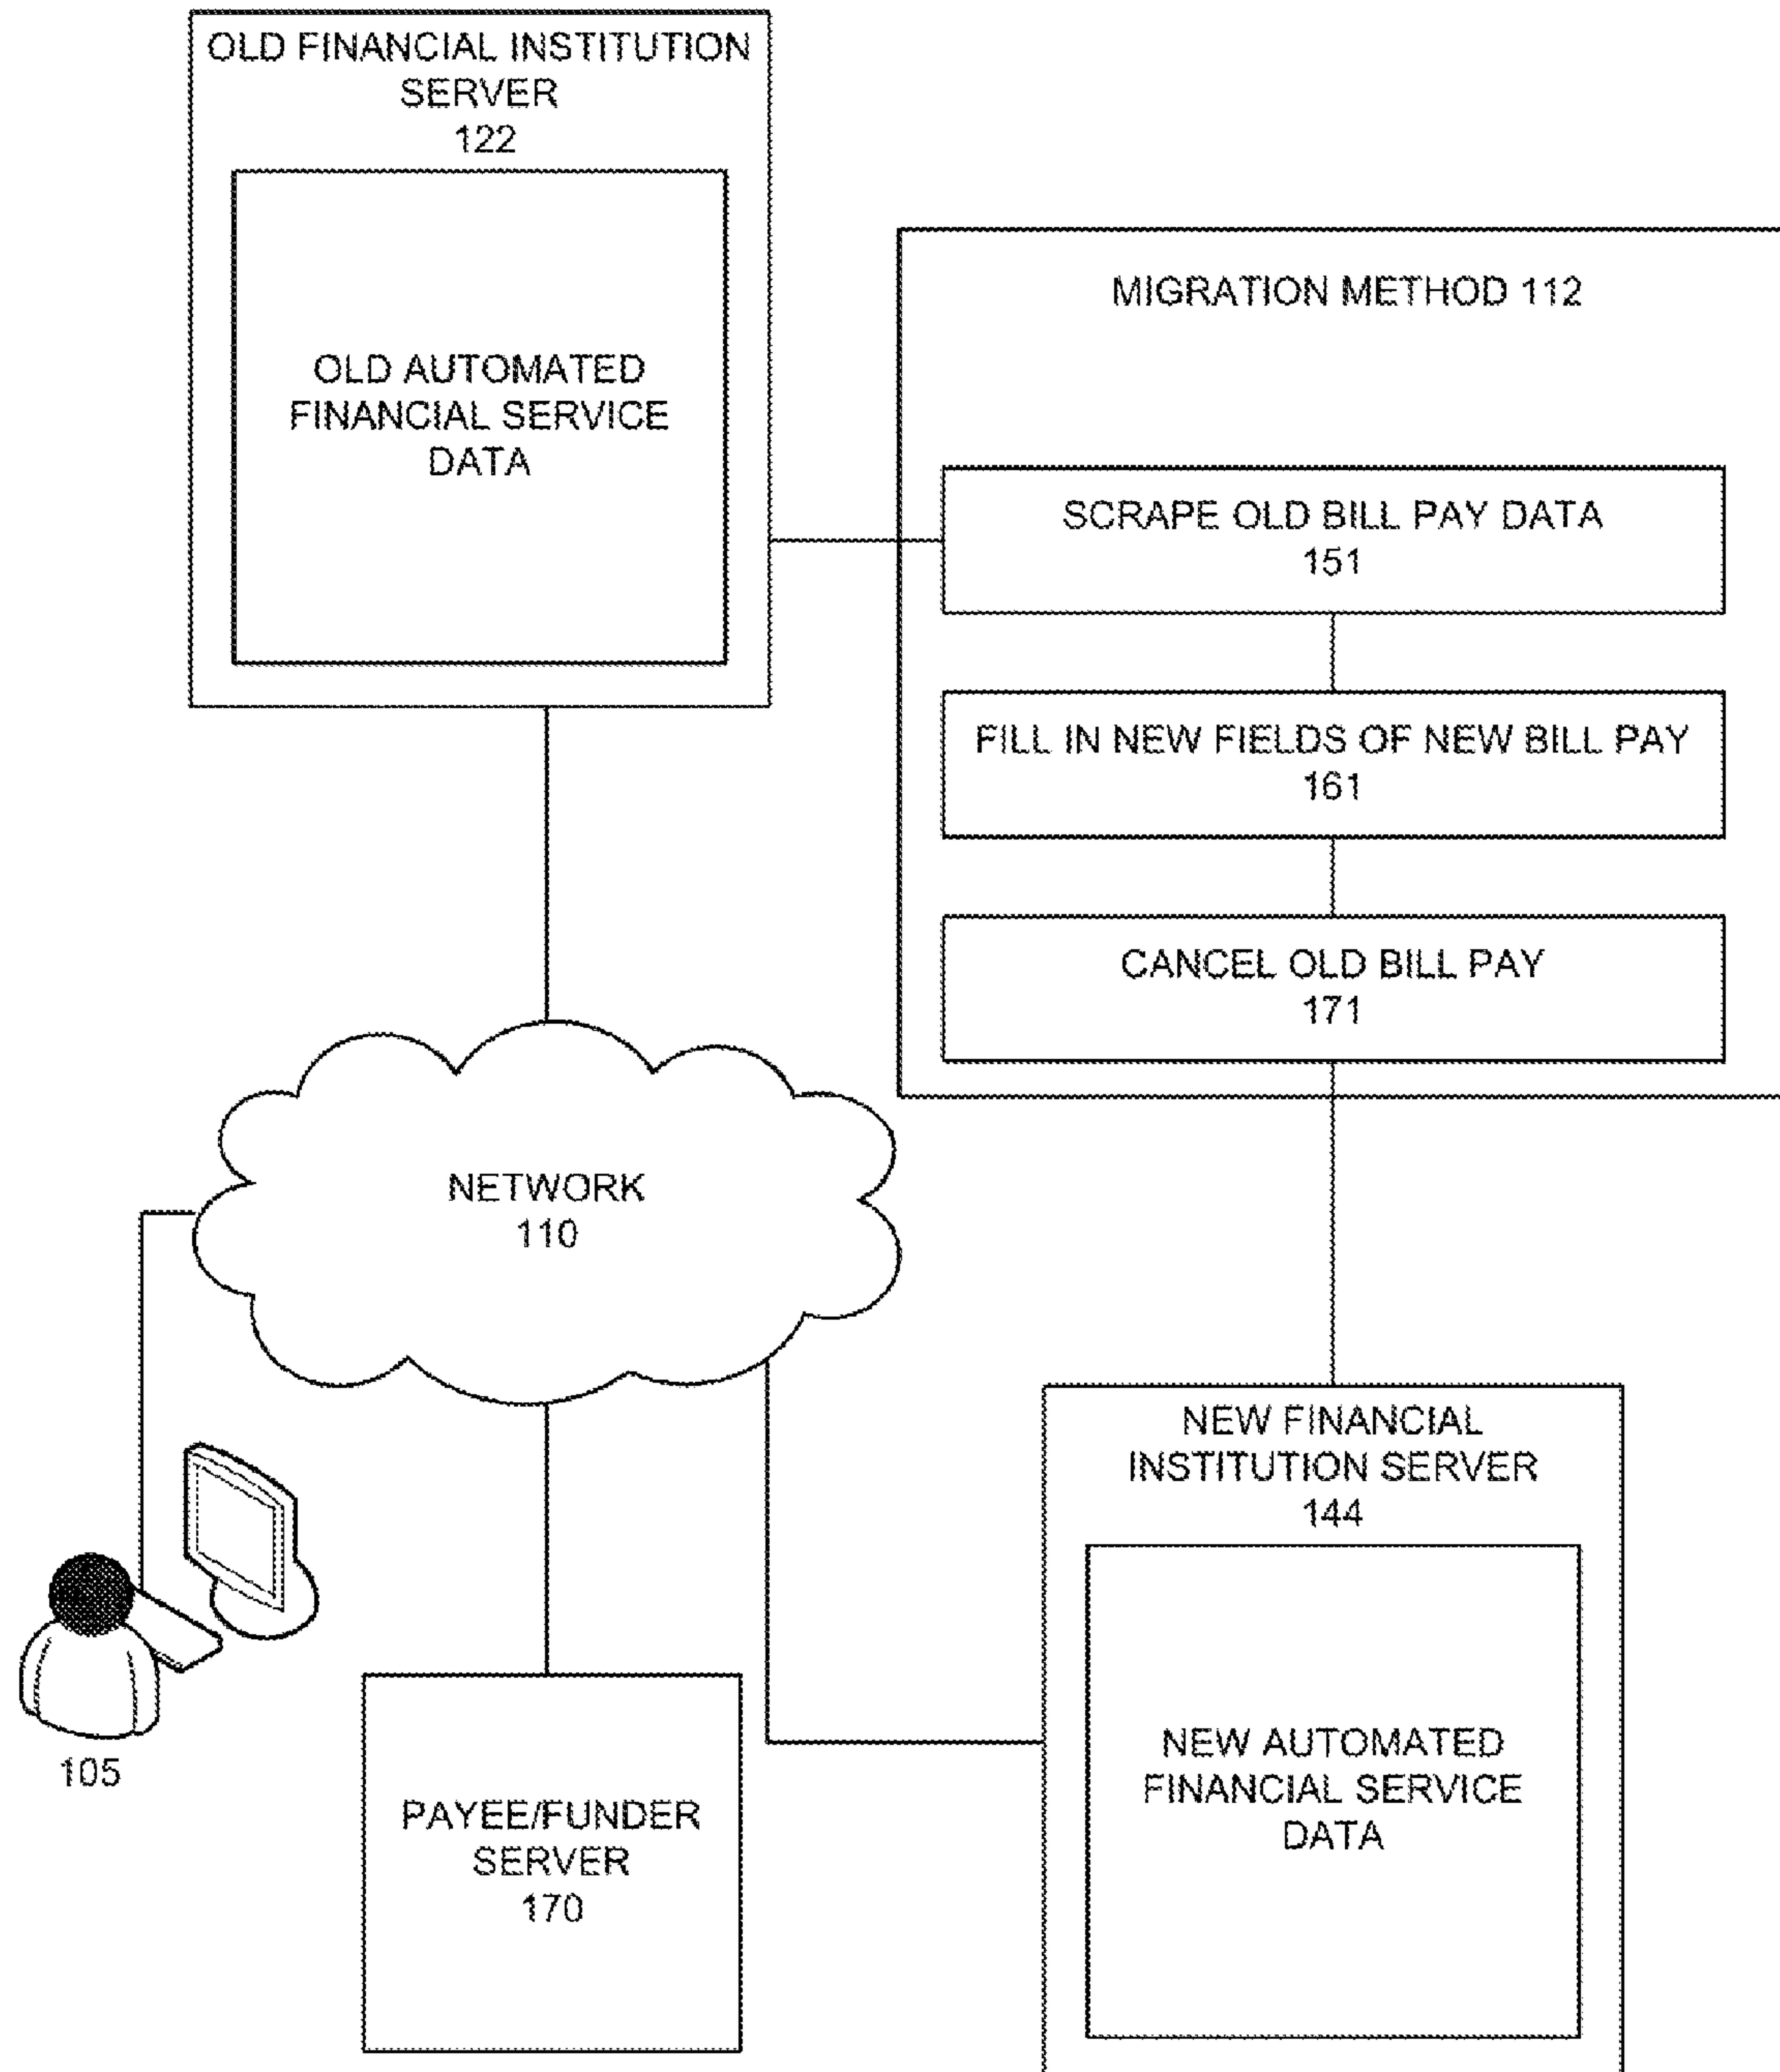 OLD FINANCIAL INSTITUTION
SERVER
122
OLD AUTOMATED
FINANCIAL SERVICE
DATA
MIGRATION METHOD 112
SCRAPE OLD BILL PAY DATA
151
FILL IN NEW FIELDS OF NEW BILL PAY
161
CANCEL OLD BILL PAY
171
NETWORK
110
105
PAYEE/FUNDER
SERVER
170
NEW FINANCIAL
INSTITUTION SERVER
144
NEW AUTOMATED
FINANCIAL SERVICE
DATA